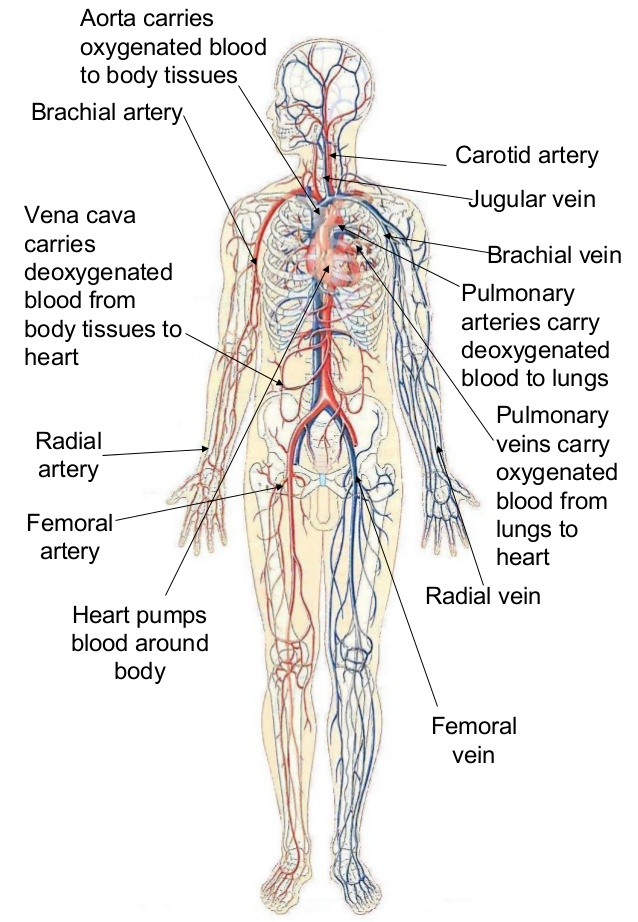 Aorta carries
oxygenated blood
to body tissues
Brachial artery
Carotid artery
Jugular vein
Vena cava
carries
deoxygenated
blood from
body tissues to
heart
Brachial vein
Pulmonary
arteries carry
deoxygenated
blood to lungs
Pulmonary
veins carry
oxygenated
blood from
lungs to
heart
Radial
artery
Femoral
artery
Radial vein
Heart pumps
blood around
body
Femoral
vein